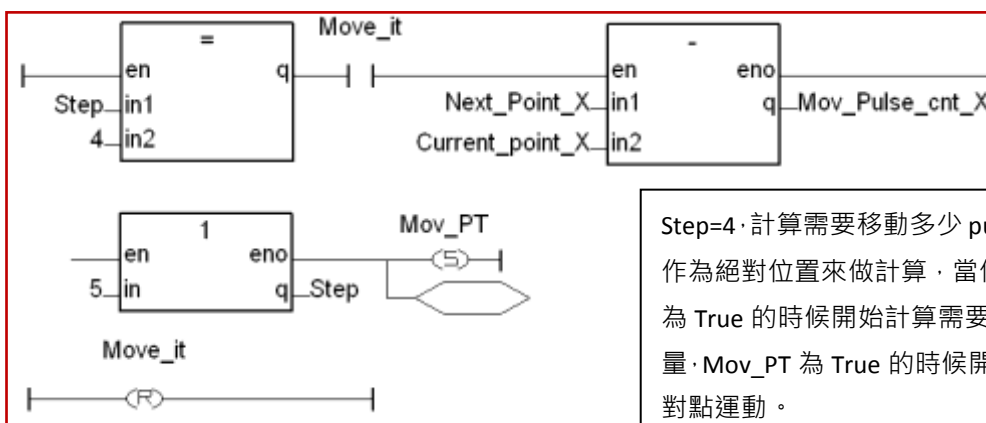 = Move_it -
en q en eno
Step in1 Next_Point_X in1 q Mov_Pulse_cnt_X
4 in2 Current_point_X in2
1 Mov_PT
en eno S
5 in q Step
Move_it
R
Step=4，計算需要移動多少
作為絕對位置來做計算，當
為 True 的時候開始計算需要
量，Mov_PT 為 True 的時候
對點運動。